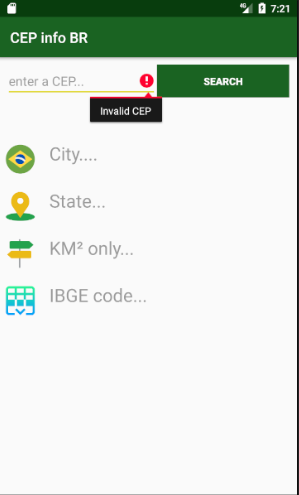 4G 7:21
CEP info BR
enter a CEP... SEARCH
Invalid CEP
City....
State...
KM² only...
IBGE code...